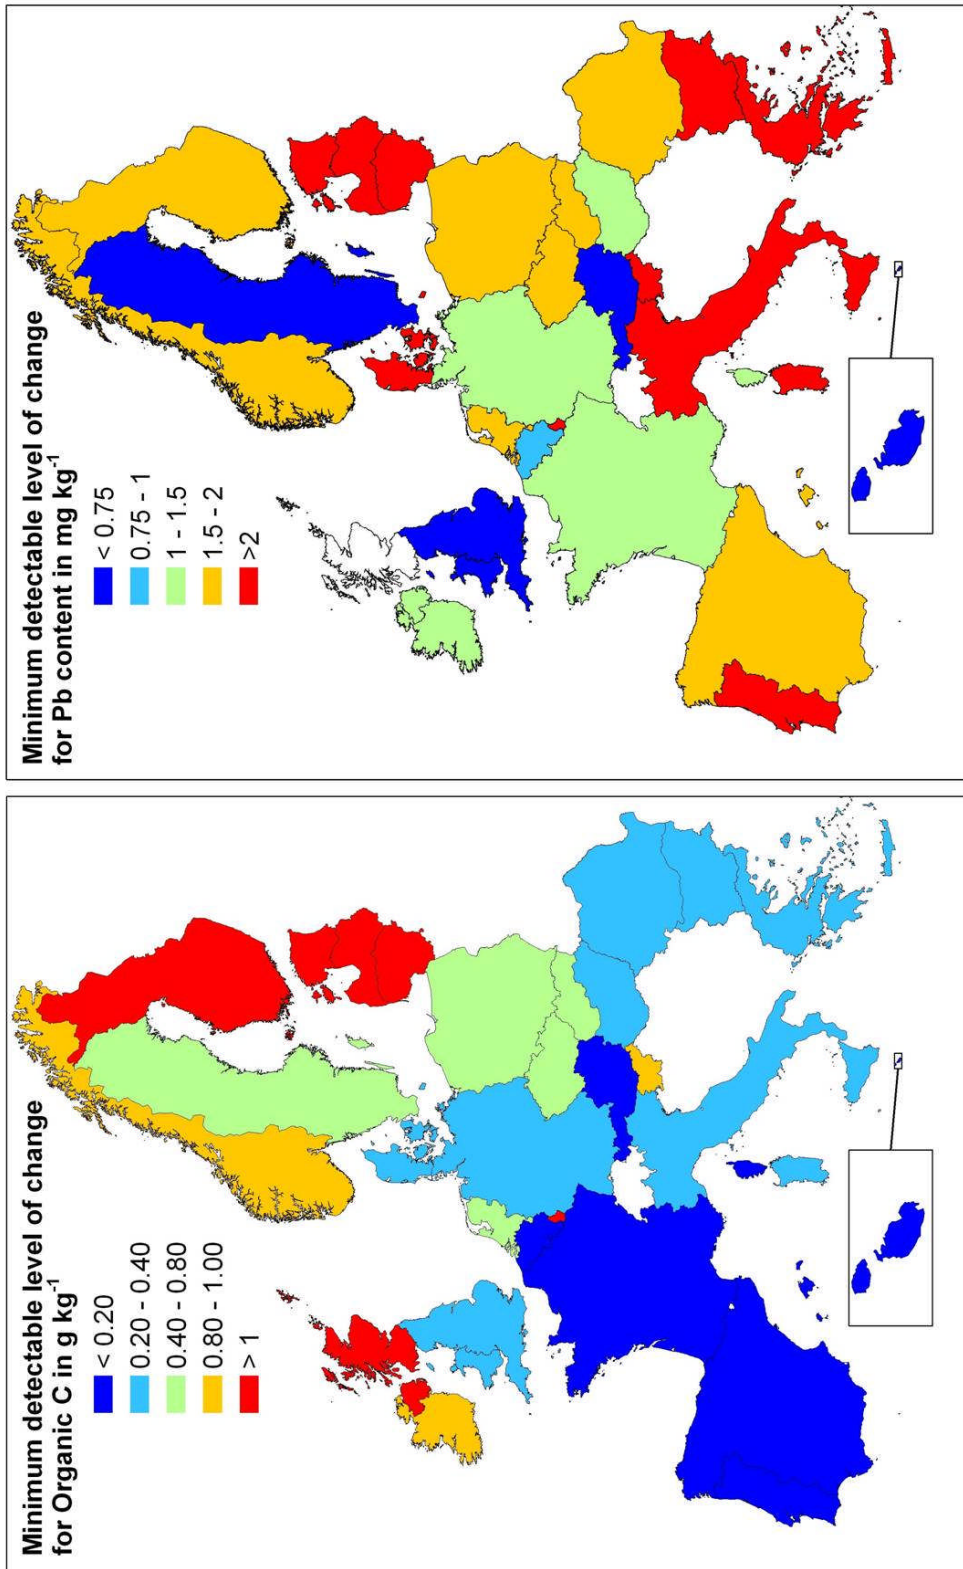 Minimum detectable level of change
for Organic C in g kg⁻¹
< 0.20
0.20 - 0.40
0.40 - 0.80
0.80 - 1.00
> 1
Minimum detectable level of change
for Pb content in mg kg⁻¹
< 0.75
0.75 - 1
1 - 1.5
1.5 - 2
>2